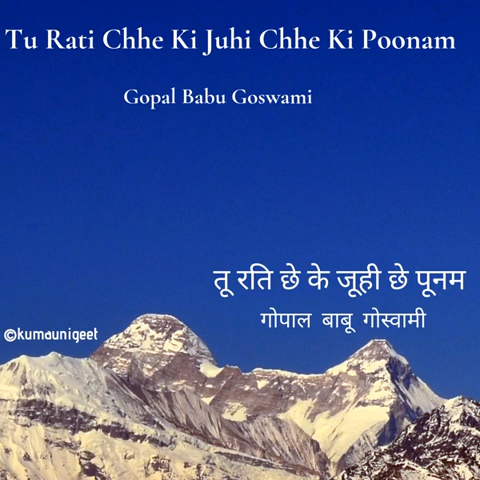 Tu Rati Chhe Ki Juhi Chhe Ki Poonam
Gopal Babu Goswami
तू रति छे के जूही छे पूनम
गोपाल बाबू गोस्वामी
©kumaunigeet